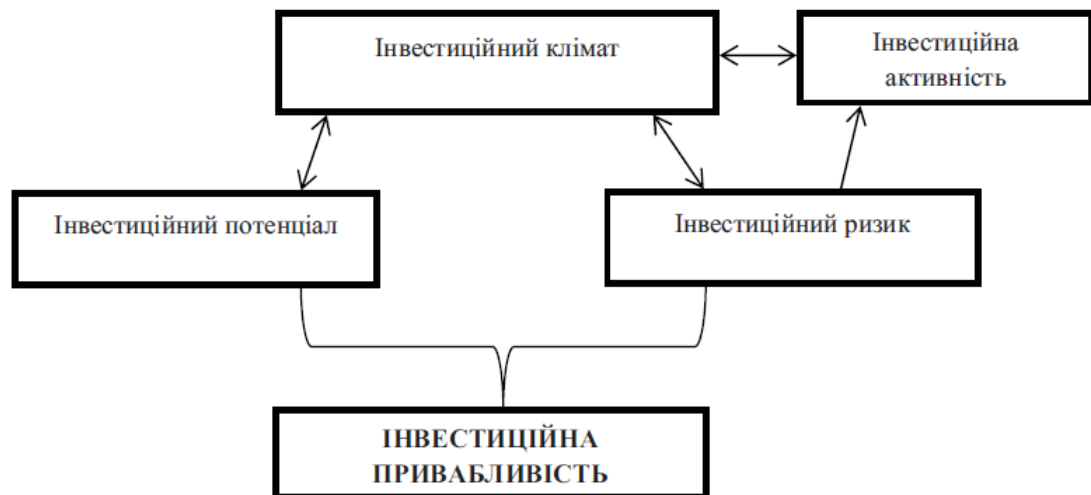 Інвестиційний клімат
Інвестиційна
активність
Інвестиційний потенціал
Інвестиційний ризик
ІНВЕСТИЦІЙНА
ПРИВАБЛИВІСТЬ